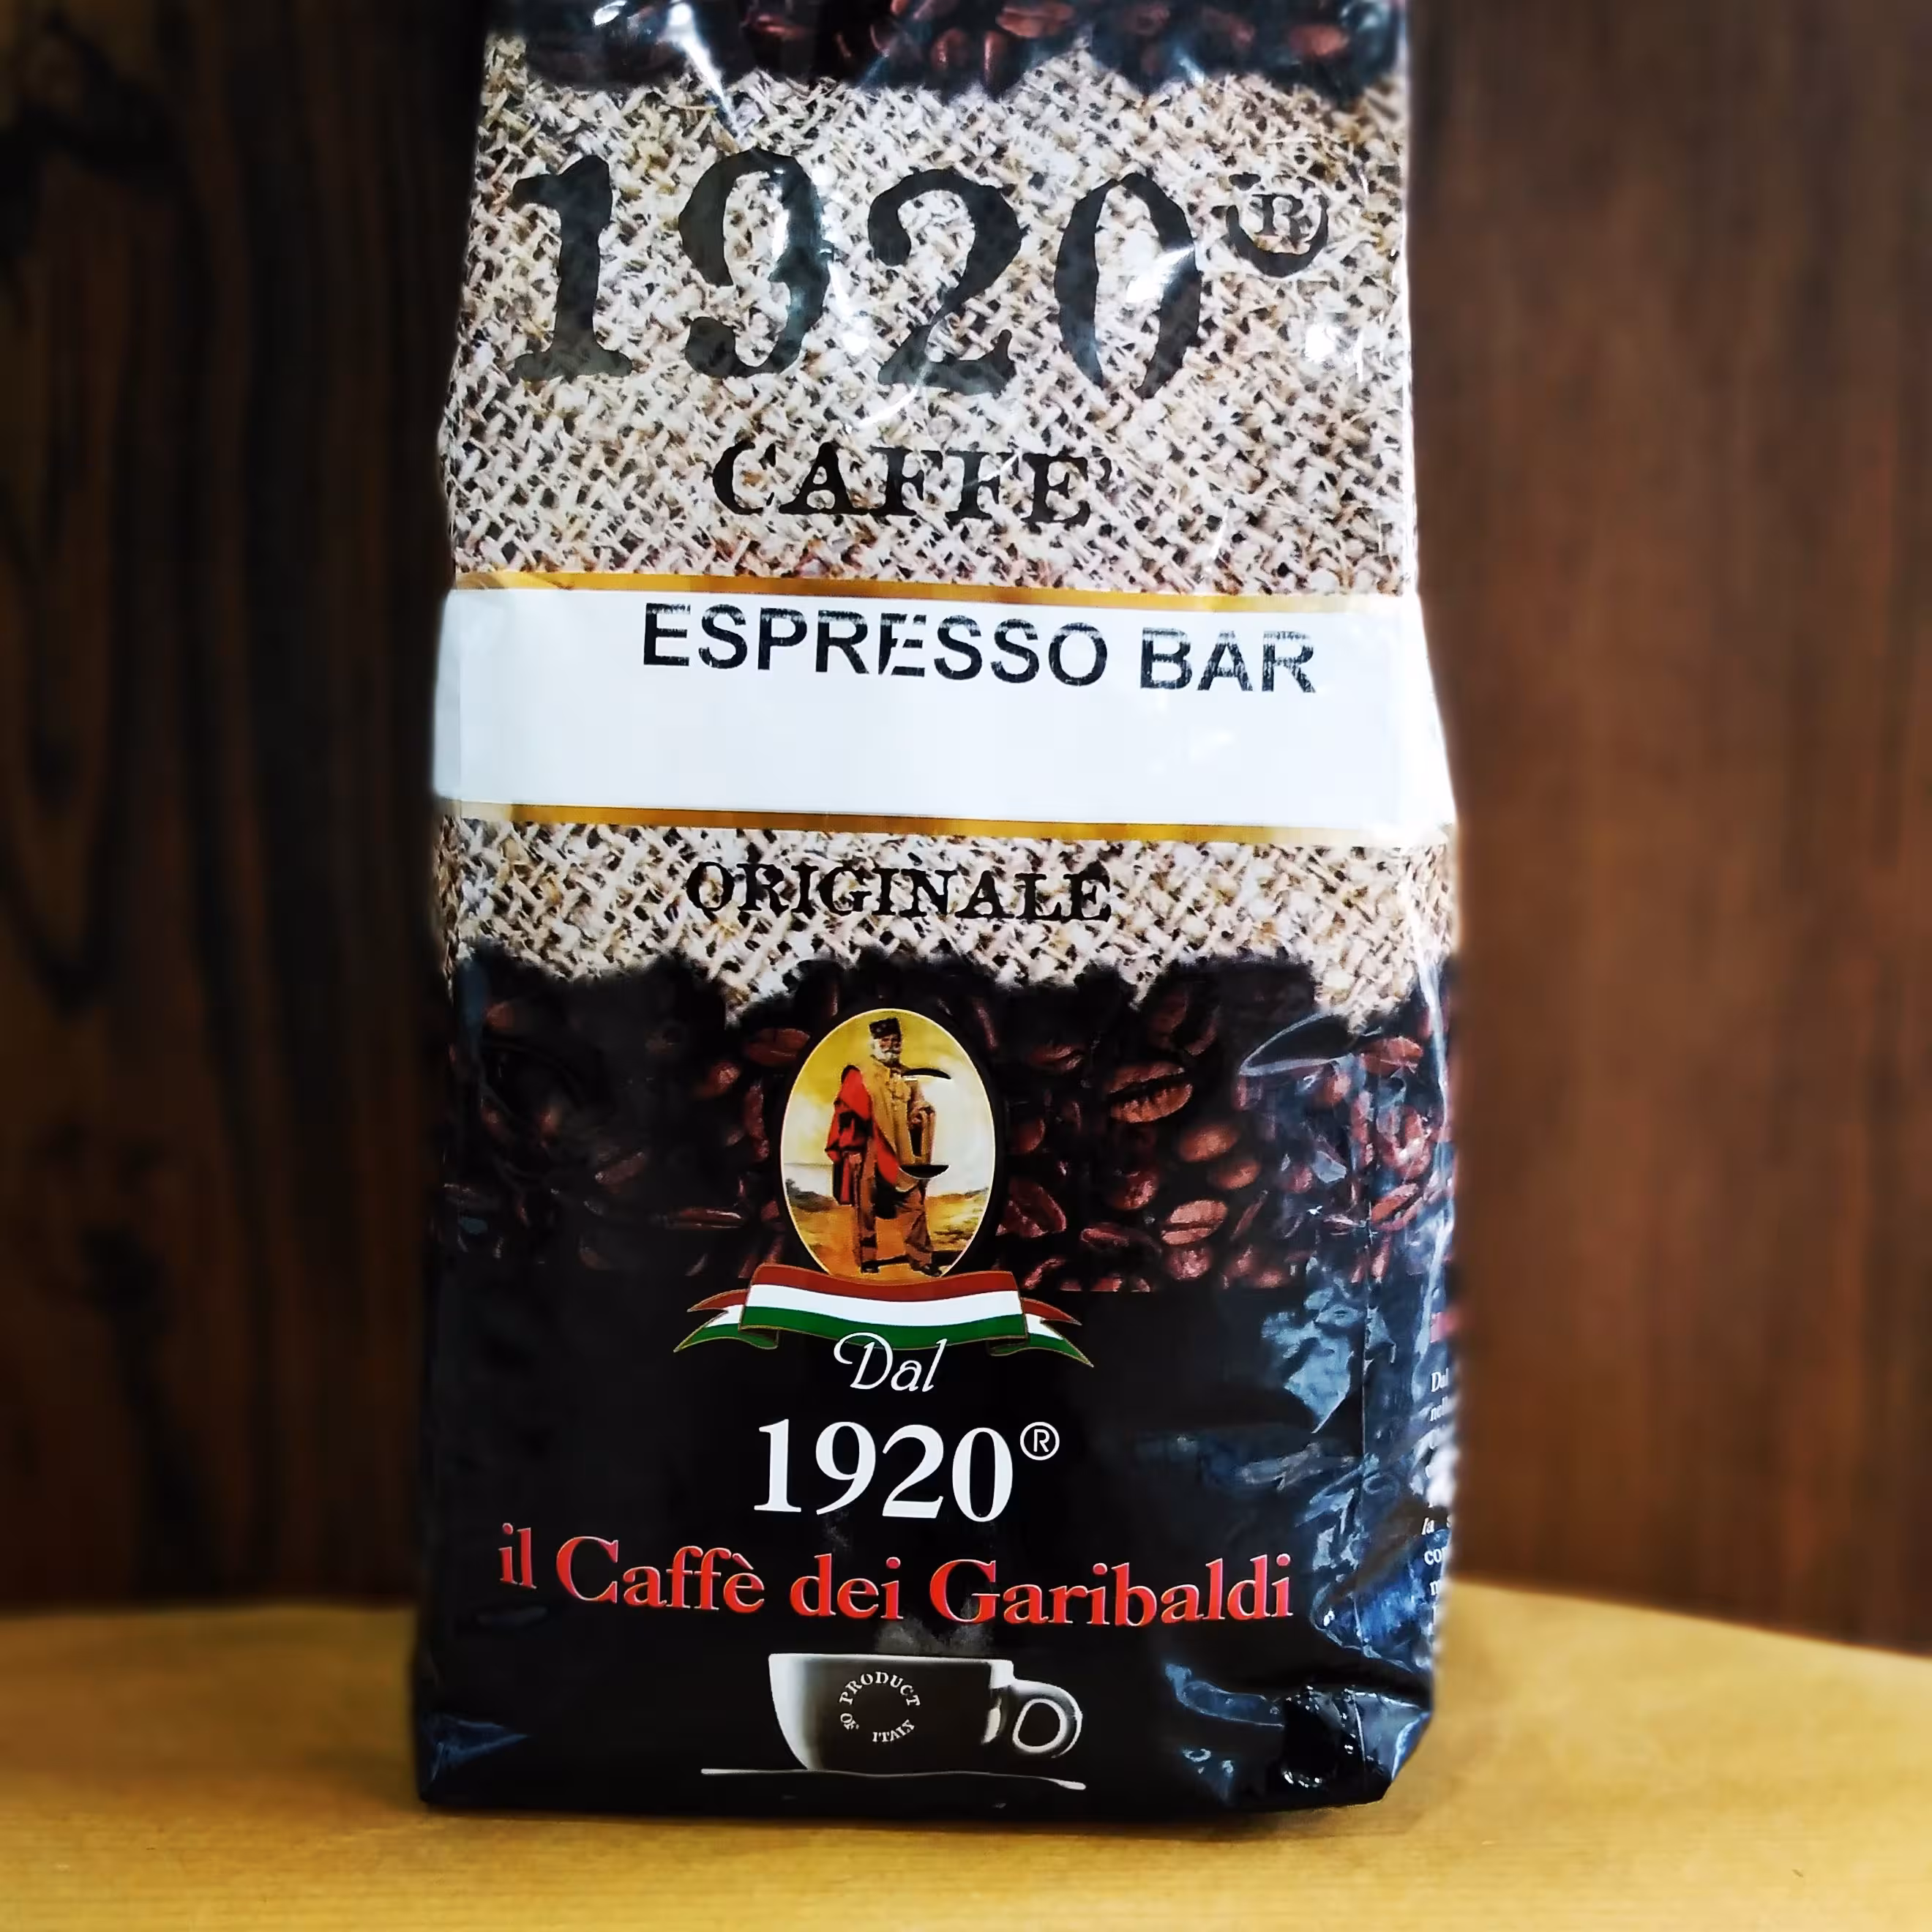 1920®
CAFFE'
ESPRESSO BAR
ORIGINALE
Dal
1920®
il Caffè dei Garibaldi
PRODUCT
OF ITALY